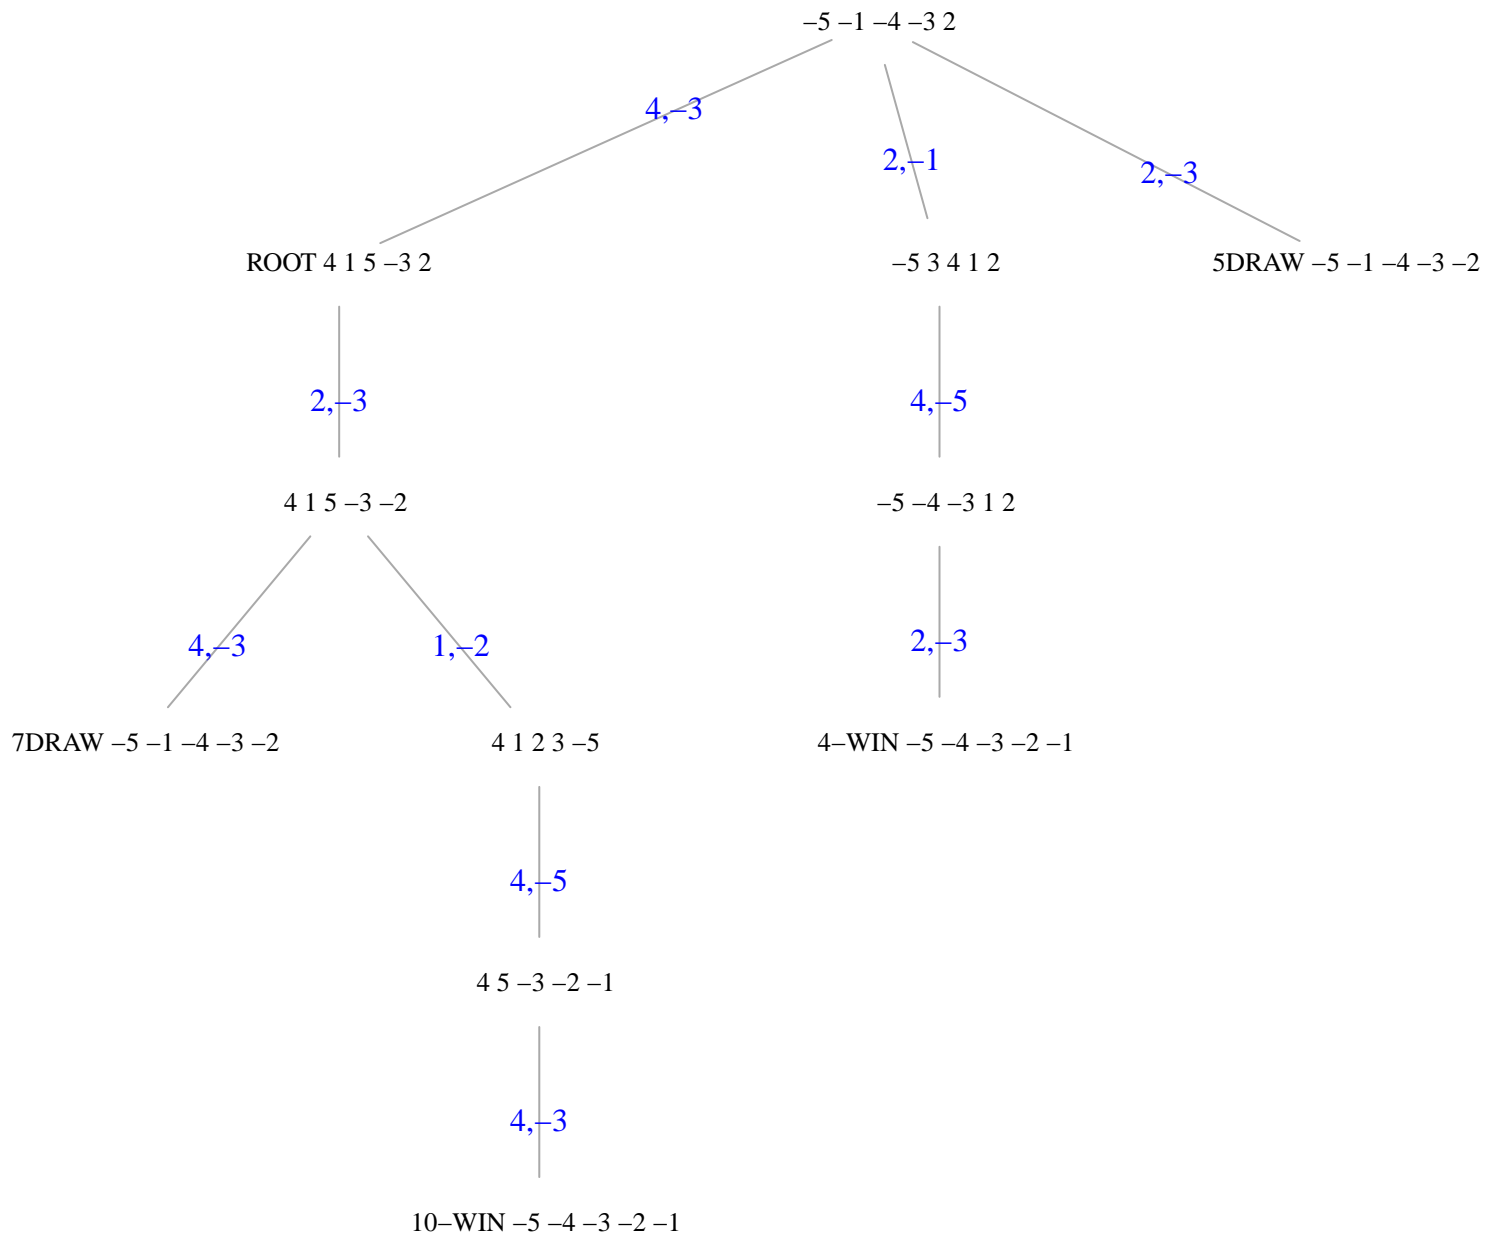 –5 –1 –4 –3 2
4,–3
2,–1
2,–3
ROOT 4 1 5 –3 2
–5 3 4 1 2
5DRAW –5 –1 –4 –3 –2
2,–3
4,–5
4 1 5 –3 –2
–5 –4 –3 1 2
4,–3
1,–2
2,–3
7DRAW –5 –1 –4 –3 –2
4 1 2 3 –5
4–WIN –5 –4 –3 –2 –1
4,–5
4 5 –3 –2 –1
4,–3
10–WIN –5 –4 –3 –2 –1